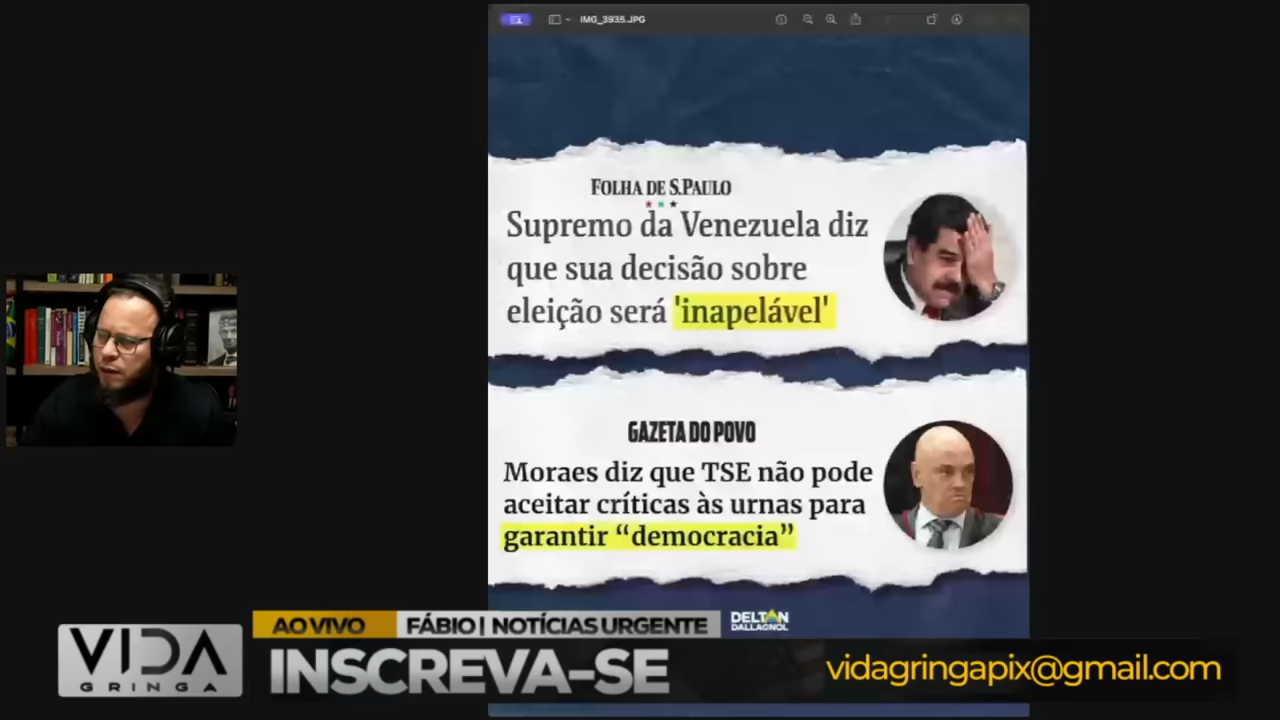 IMG_3935.JPG
FOLHA DE S.PAULO
Supremo da Venezuela diz
que sua decisão sobre
eleição será 'inapelável'
GAZETA DO POVO
Moraes diz que TSE não pode
aceitar críticas às urnas para
garantir “democracia”
DELTAN
DALLAGNOL
AO VIVO
FÁBIO | NOTÍCIAS URGENTE
VIDA
GRINGA
INSCREVA-SE
vidagringapix@gmail.com